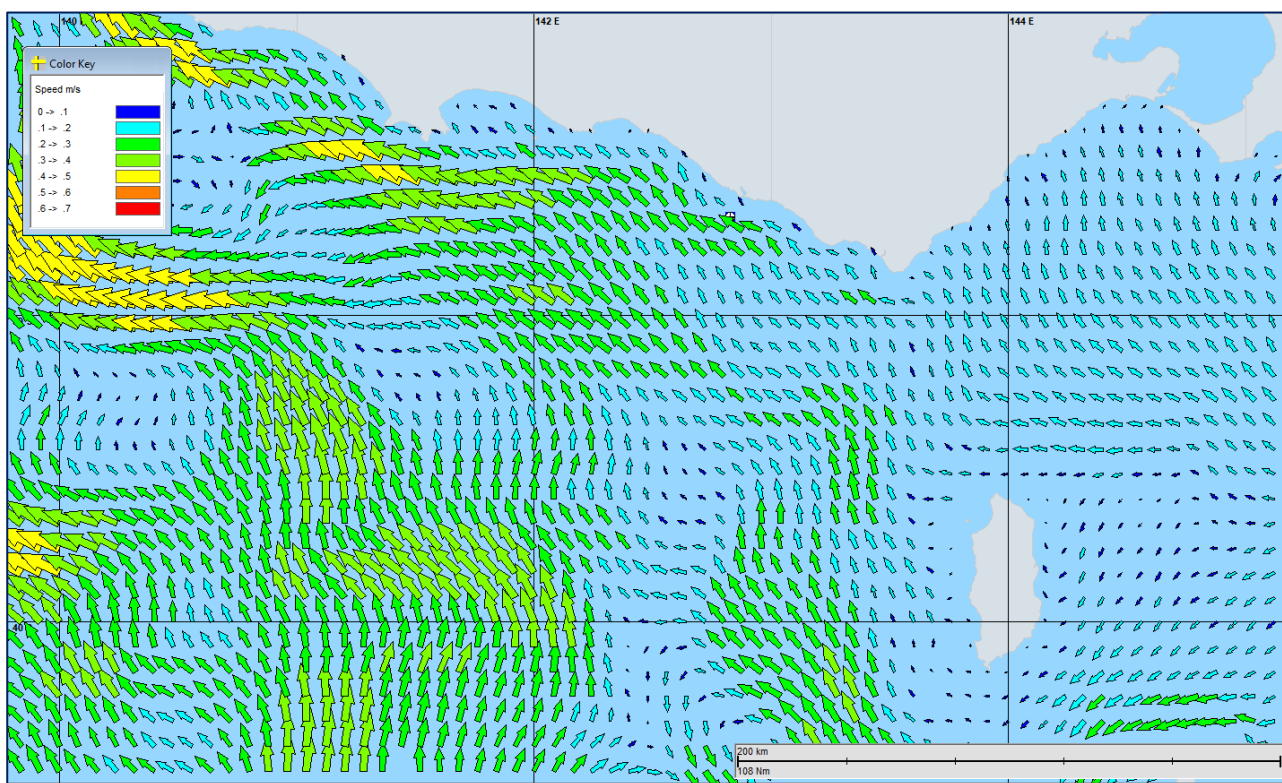 140 
142 E
144 E
Color Key
Speed m/s
0 -> .1
.1 -> .2
.2 -> .3
.3 -> .4
.4 -> .5
.5 -> .6
.6 -> .7
40
200 km
108 Nm